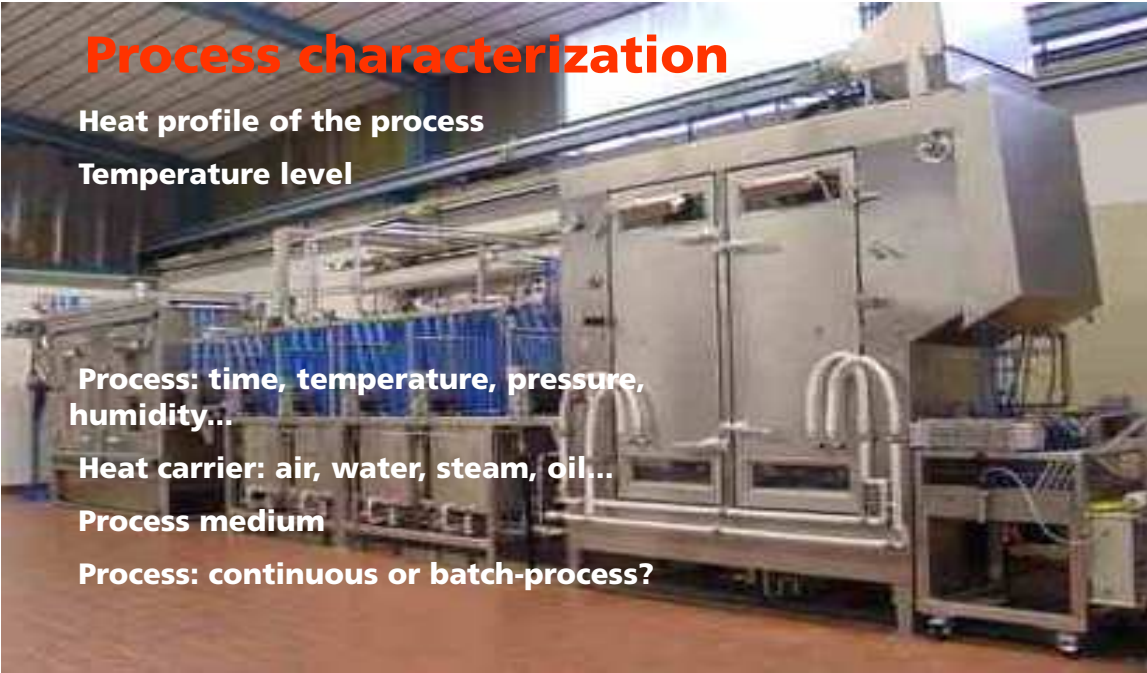 Process characterization
Heat profile of the process
Temperature level
Process: time, temperature, pressure,
humidity...
Heat carrier: air, water, steam, oil...
Process medium
Process: continuous or batch-process?